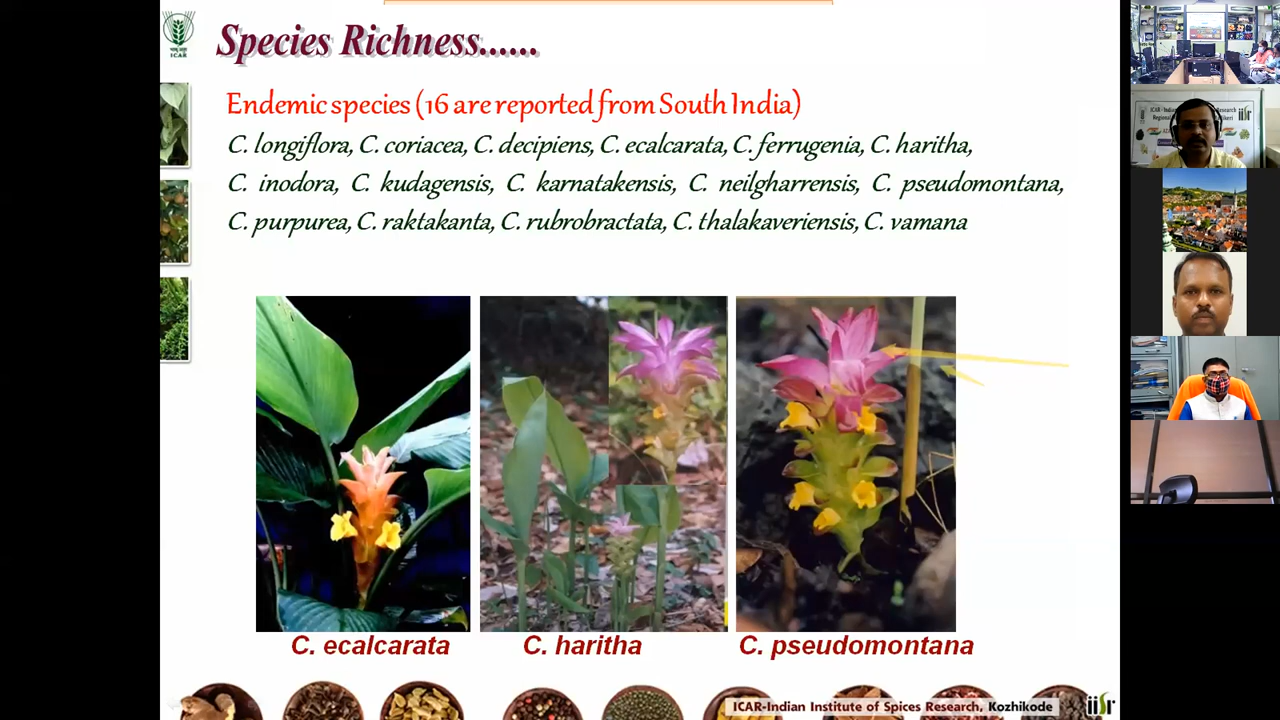 Species Richness......
ICAR
Endemic species (16 are reported from South India)
C. longiflora, C. coriacea, C. decipiens, C. ecalcarata, C. ferrugenia, C. haritha,
C. inodora, C. kudagensis, C. karnatakensis, C. neilgharrensis, C. pseudomontana,
C. purpurea, C. raktakanta, C. rubrobractata, C. thalakaveriensis, C. vamana
C. ecalcarata
C. haritha
C. pseudomontana
ICAR-Indian Institute of Spices Research, Kozhikode
iisr